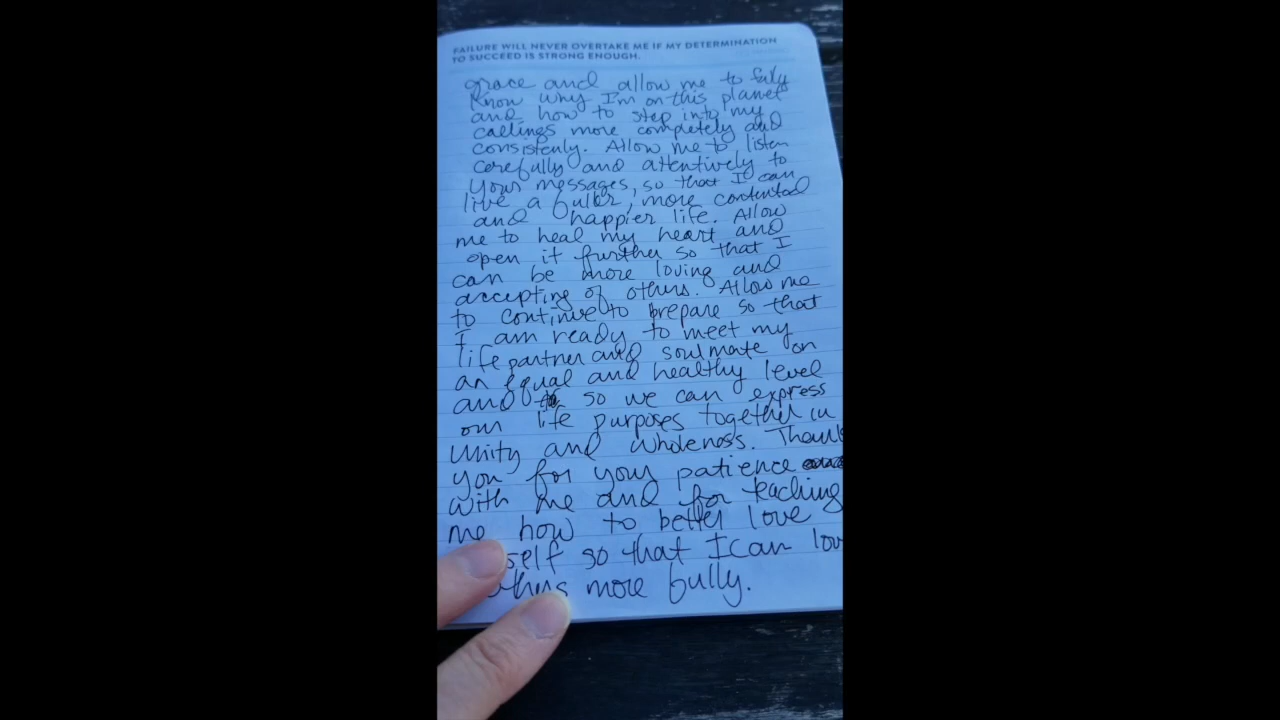 FAILURE WILL NEVER OVERTAKE ME IF MY DETERMINATION
TO SUCCEED IS STRONG ENOUGH.
grace and allow me to fully
know why I'm on this planet
and how to step into my
callings more completely and
consistenly. Allow me to listen
carefully and attentively to
Your messages, so that I can
live a fuller, more contented
and happier life. Allow
me to heal my heart and
open it further so that I
can be more loving and
accepting of others. Allow me
to continue to prepare so that
I am ready to meet my
life partner and soulmate on
an equal and healthy level
and so we can express
our life purposes together in
Unity and Wholeness. Thank
you for your patience
with me and for teaching
me how to better love
self so that I can lov
others more fully.